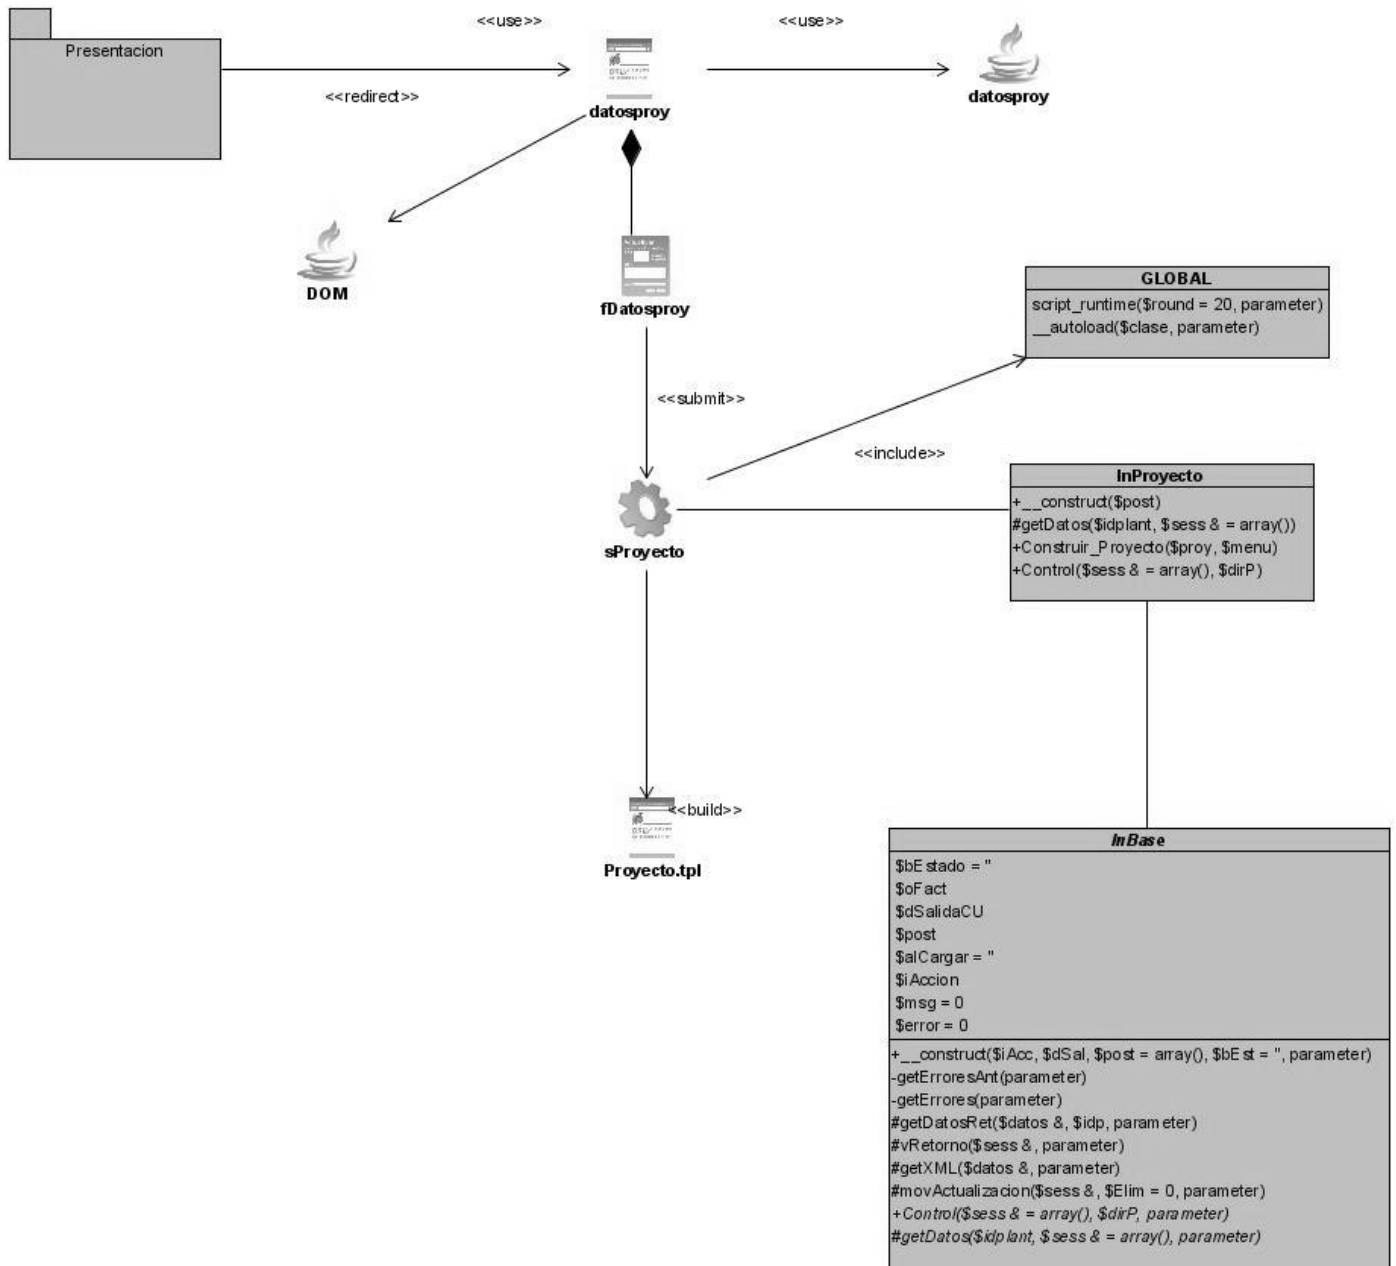 <<use>>
<<use>>
Presentacion
<<redirect>>
datosproy
datosproy
DOM
fDatosproy
GLOBAL
script_runtime($round = 20, parameter)
__autoload($clase, parameter)
<<submit>>
<<include>>
InProyecto
+__construct($post)
#getDatos($idplant, $sess & = array())
+Construir_Proyecto($proy, $menu)
+Control($sess & = array(), $dirP)
sProyecto
<<build>>
Proyecto.tpl
InBase
$bEstado = ''
$oFact
$dSalidaCU
$post
$alCargar = ''
$iAccion
$msg = 0
$error = 0
+__construct($iAcc, $dSal, $post = array(), $bEst = '', parameter)
-getErroresAnt(parameter)
-getErrores(parameter)
#getDatosRet($datos &, $idp, parameter)
#vRetorno($sess &, parameter)
#getXML($datos &, parameter)
#movActualizacion($sess &, $Elim = 0, parameter)
+Control($sess & = array(), $dirP, parameter)
#getDatos($idplant, $sess & = array(), parameter)